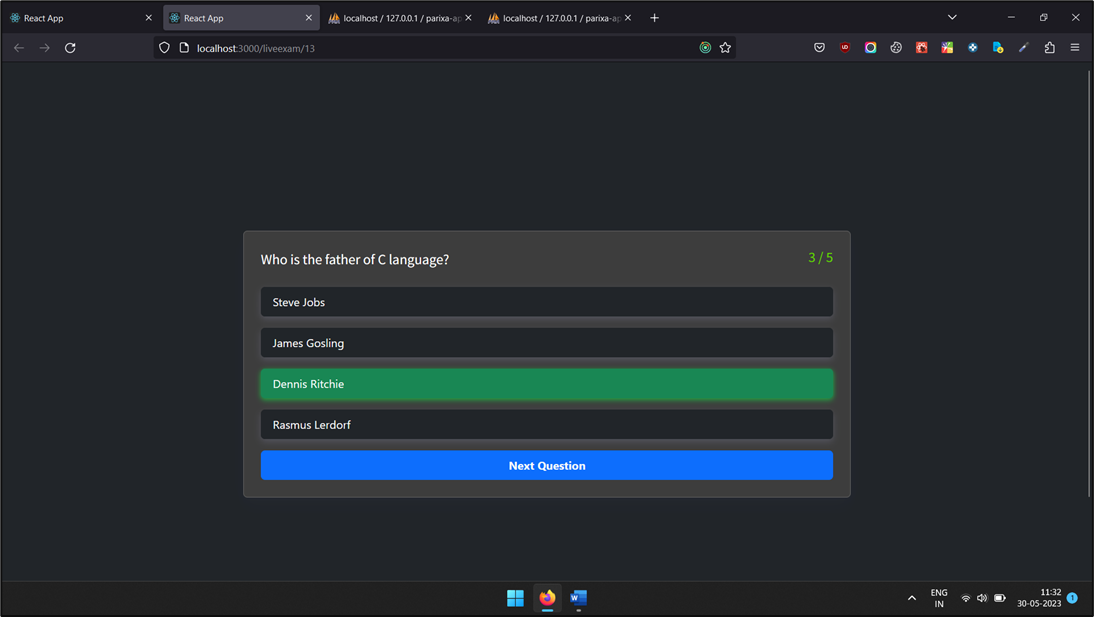 React App
React App
localhost / 127.0.0.1 / parixa-ap
localhost / 127.0.0.1 / parixa-ap
localhost:3000/liveexam/13
Who is the father of C language?
3 / 5
Steve Jobs
James Gosling
Dennis Ritchie
Rasmus Lerdorf
Next Question
ENG
IN
11:32
30-05-2023
1